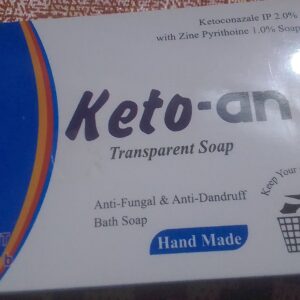 Ketoconazale IP 2.0%
with Zine Pyrithoine 1.0% Soap
Keto-an
Transparent Soap
Anti-Fungal & Anti-Dandruff
Bath Soap
Hand Made
Keep Your